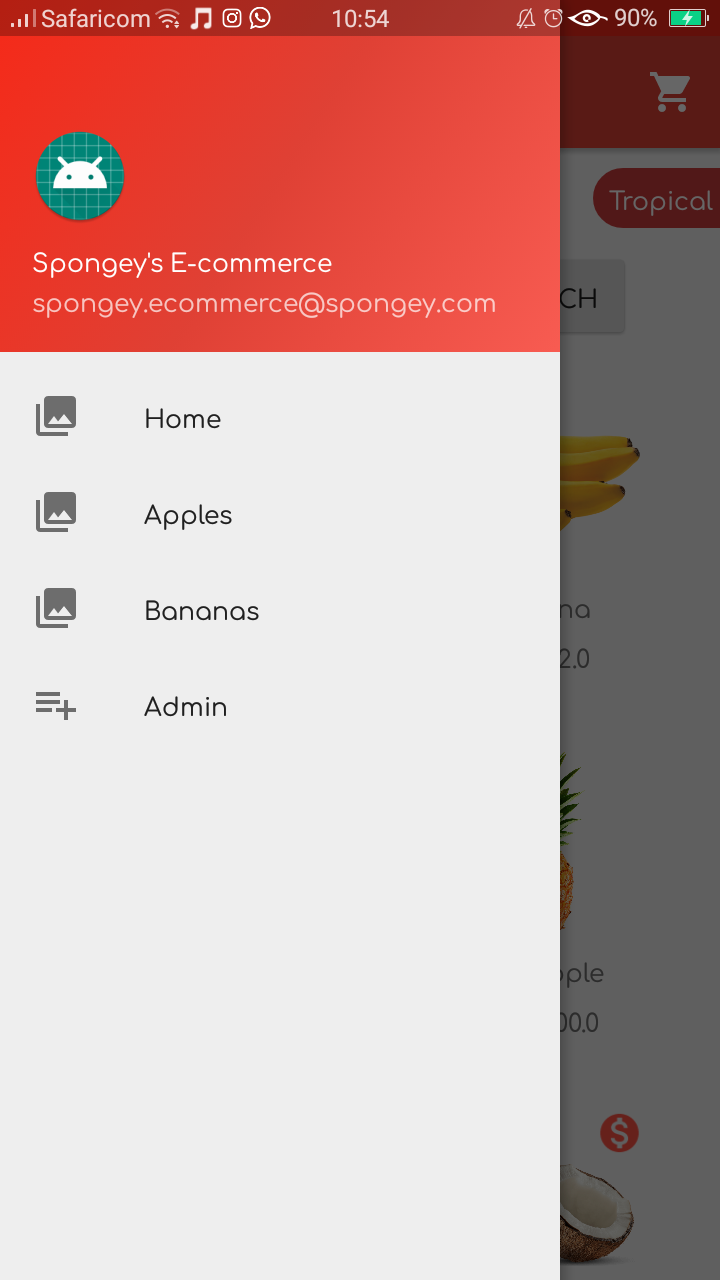 Safaricom 10:54 90%
Tropical
Spongey's E-commerce
spongey.ecommerce@spongey.com
CH
Home
Apples
Bananas
na
2.0
Admin
ople
00.0
$